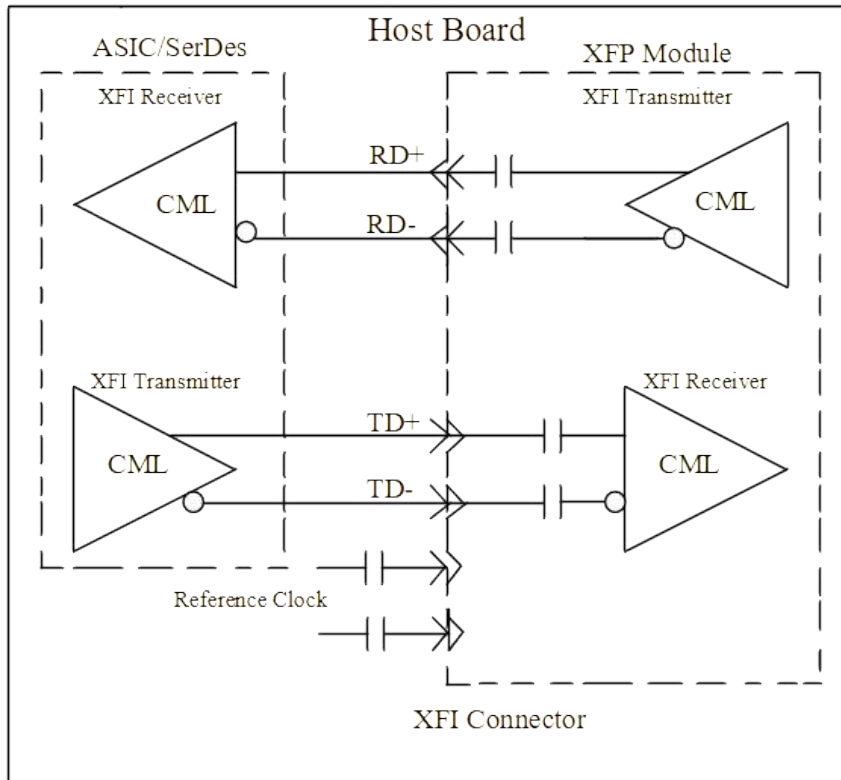 Host Board
ASIC/SerDes
XFP Module
XFI Receiver
XFI Transmitter
RD+
CML
CML
RD-
XFI Transmitter
XFI Receiver
TD+
CML
CML
TD-
Reference Clock
XFI Connector